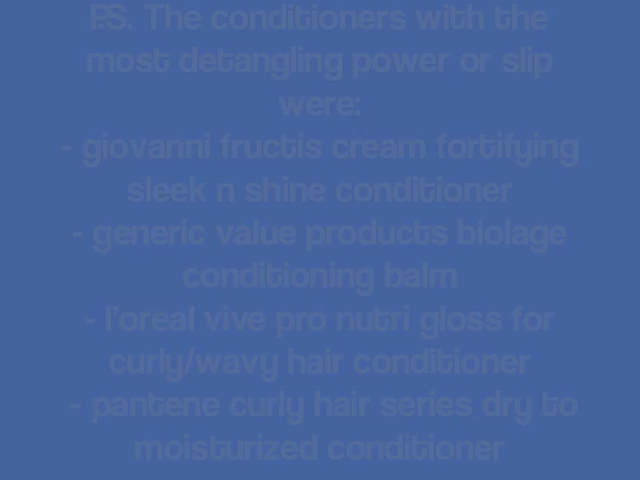 P.S. The conditioners with the
most detangling power or slip
were:
- giovanni fructis cream fortifying
sleek n shine conditioner
- generic value products biolage
conditioning balm
- l'oreal vive pro nutri gloss for
curly/wavy hair conditioner
- pantene curly hair series dry to
moisturized conditioner